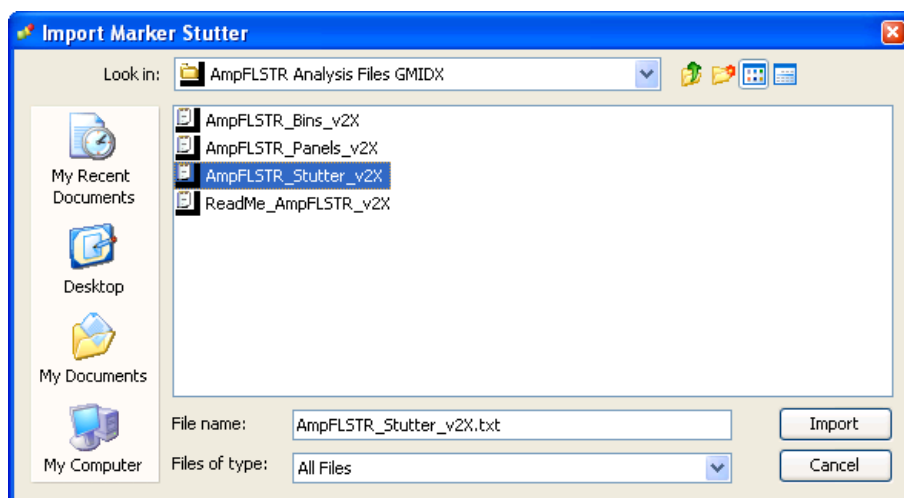 Import Marker Stutter
Look in:
AmpFLSTR Analysis Files GMIDX
AmpFLSTR_Bins_v2X
AmpFLSTR_Panels_v2X
AmpFLSTR_Stutter_v2X
ReadMe_AmpFLSTR_v2X
My Recent
Documents
Desktop
My Documents
My Computer
File name:
AmpFLSTR_Stutter_v2X.txt
Import
Files of type:
All Files
Cancel